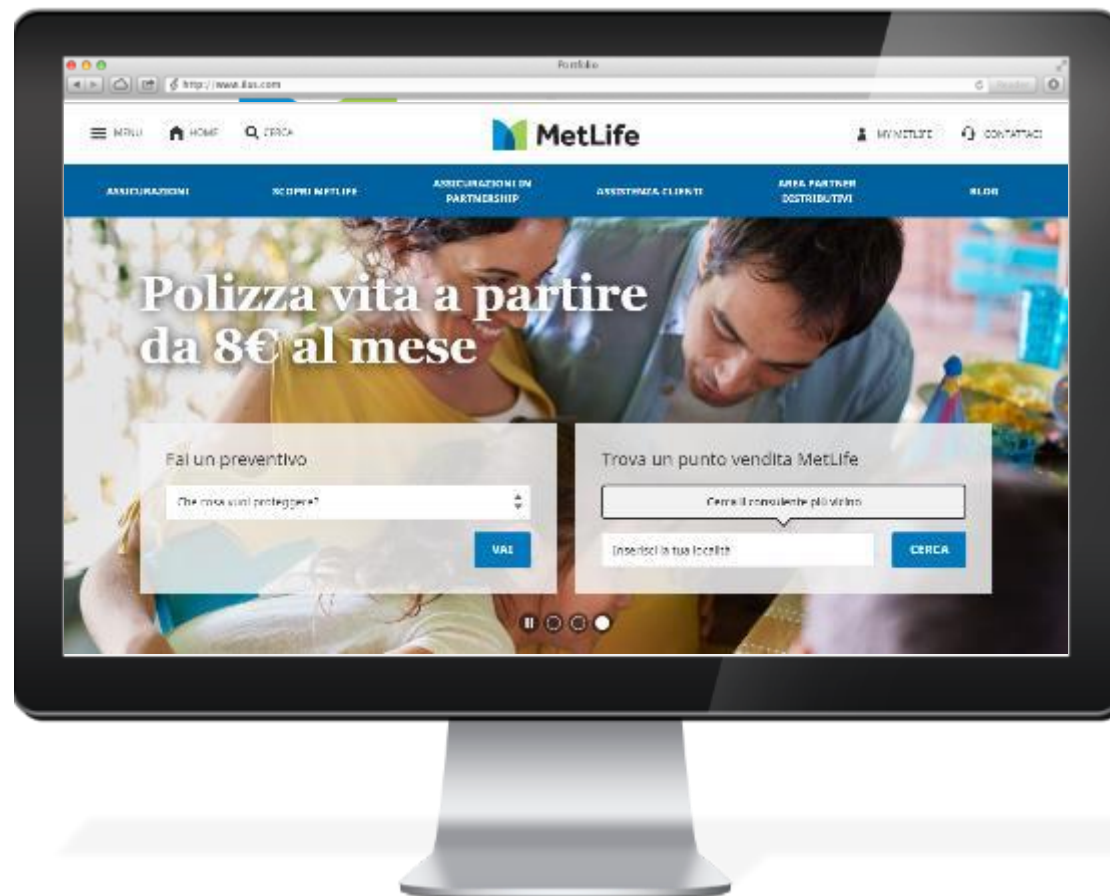 Portfolio
http://www.ilas.com
Reader
MENU HOME CERCA MetLife MY METLIFE CONTATTACI
ASSICURAZIONI SCOPRI METLIFE ASSICURAZIONI IN PARTNERSHIP ASSISTENZA CLIENTI AREA PARTNER DISTRIBUTIVI BLOG
Polizza vita a partire
da 8€ al mese
Fai un preventivo
Che cosa vuoi proteggere?
VAI
Trova un punto vendita MetLife
Cerca il consulente più vicino
Inserisci la tua località
CERCA